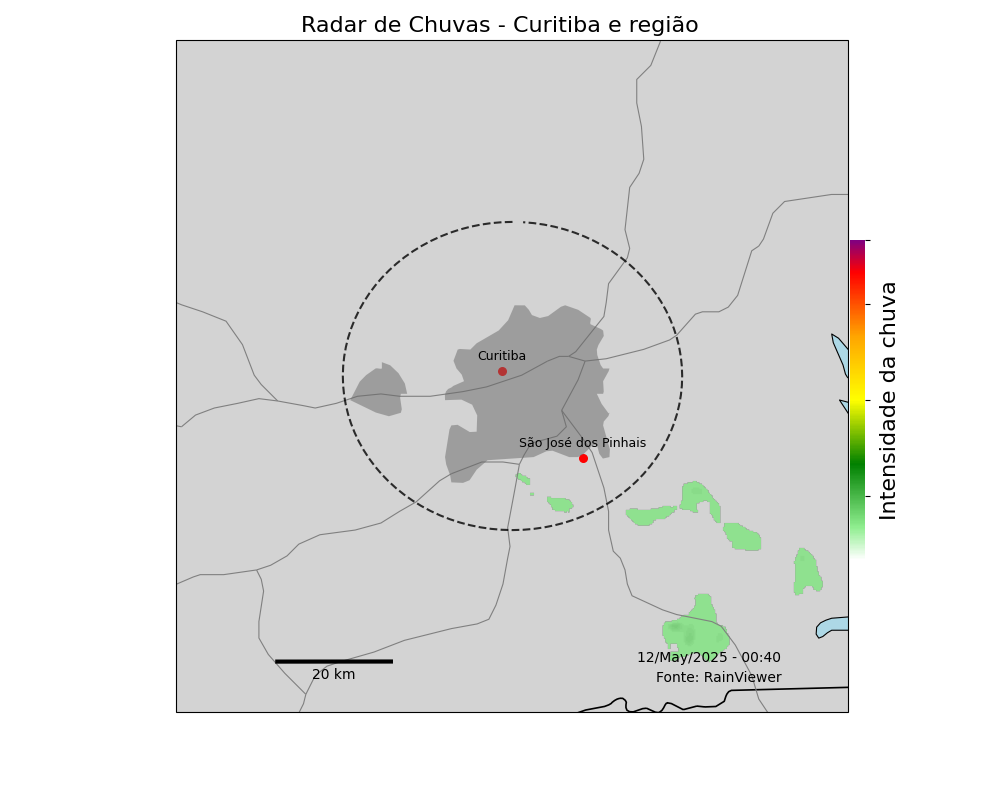 Radar de Chuvas - Curitiba e região
Curitiba
São José dos Pinhais
Intensidade da chuva
20 km
12/May/2025 - 00:40
Fonte: RainViewer